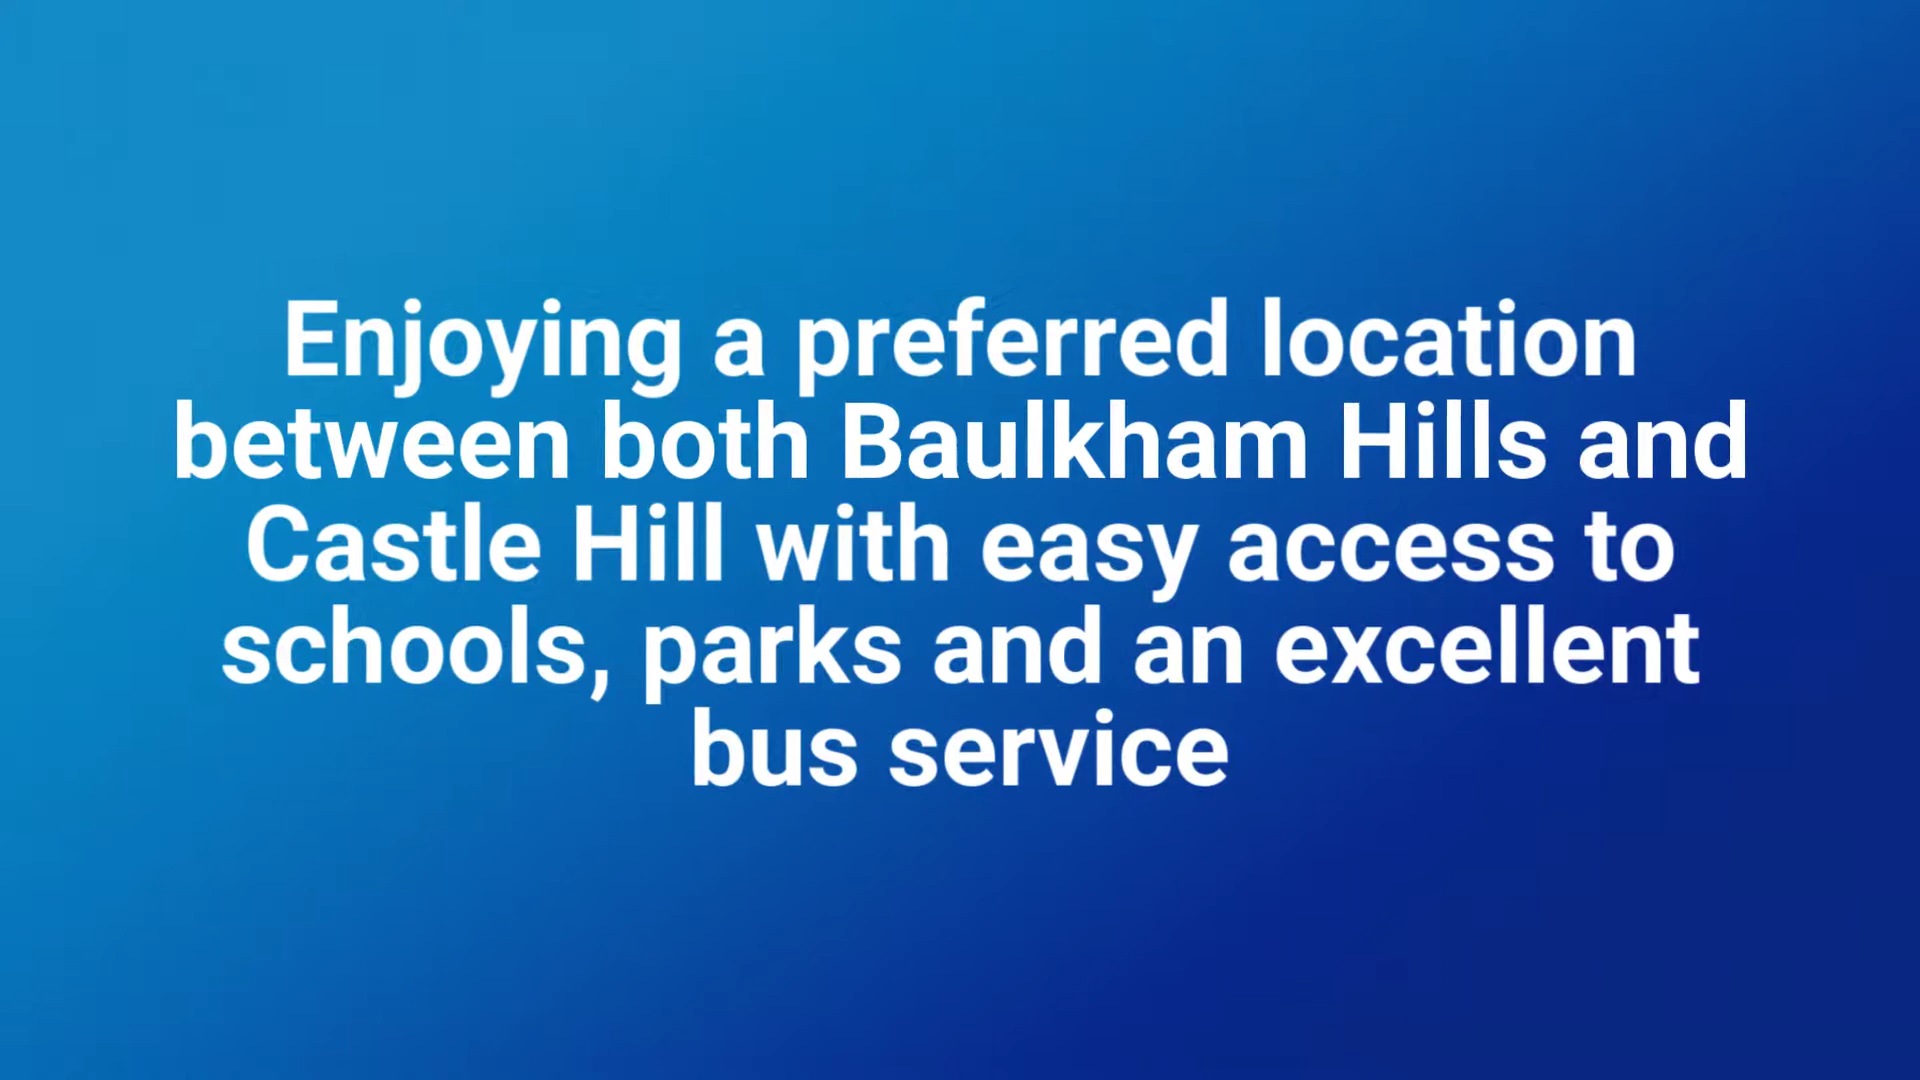 Enjoying a preferred location
between both Baulkham Hills and
Castle Hill with easy access to
schools, parks and an excellent
bus service